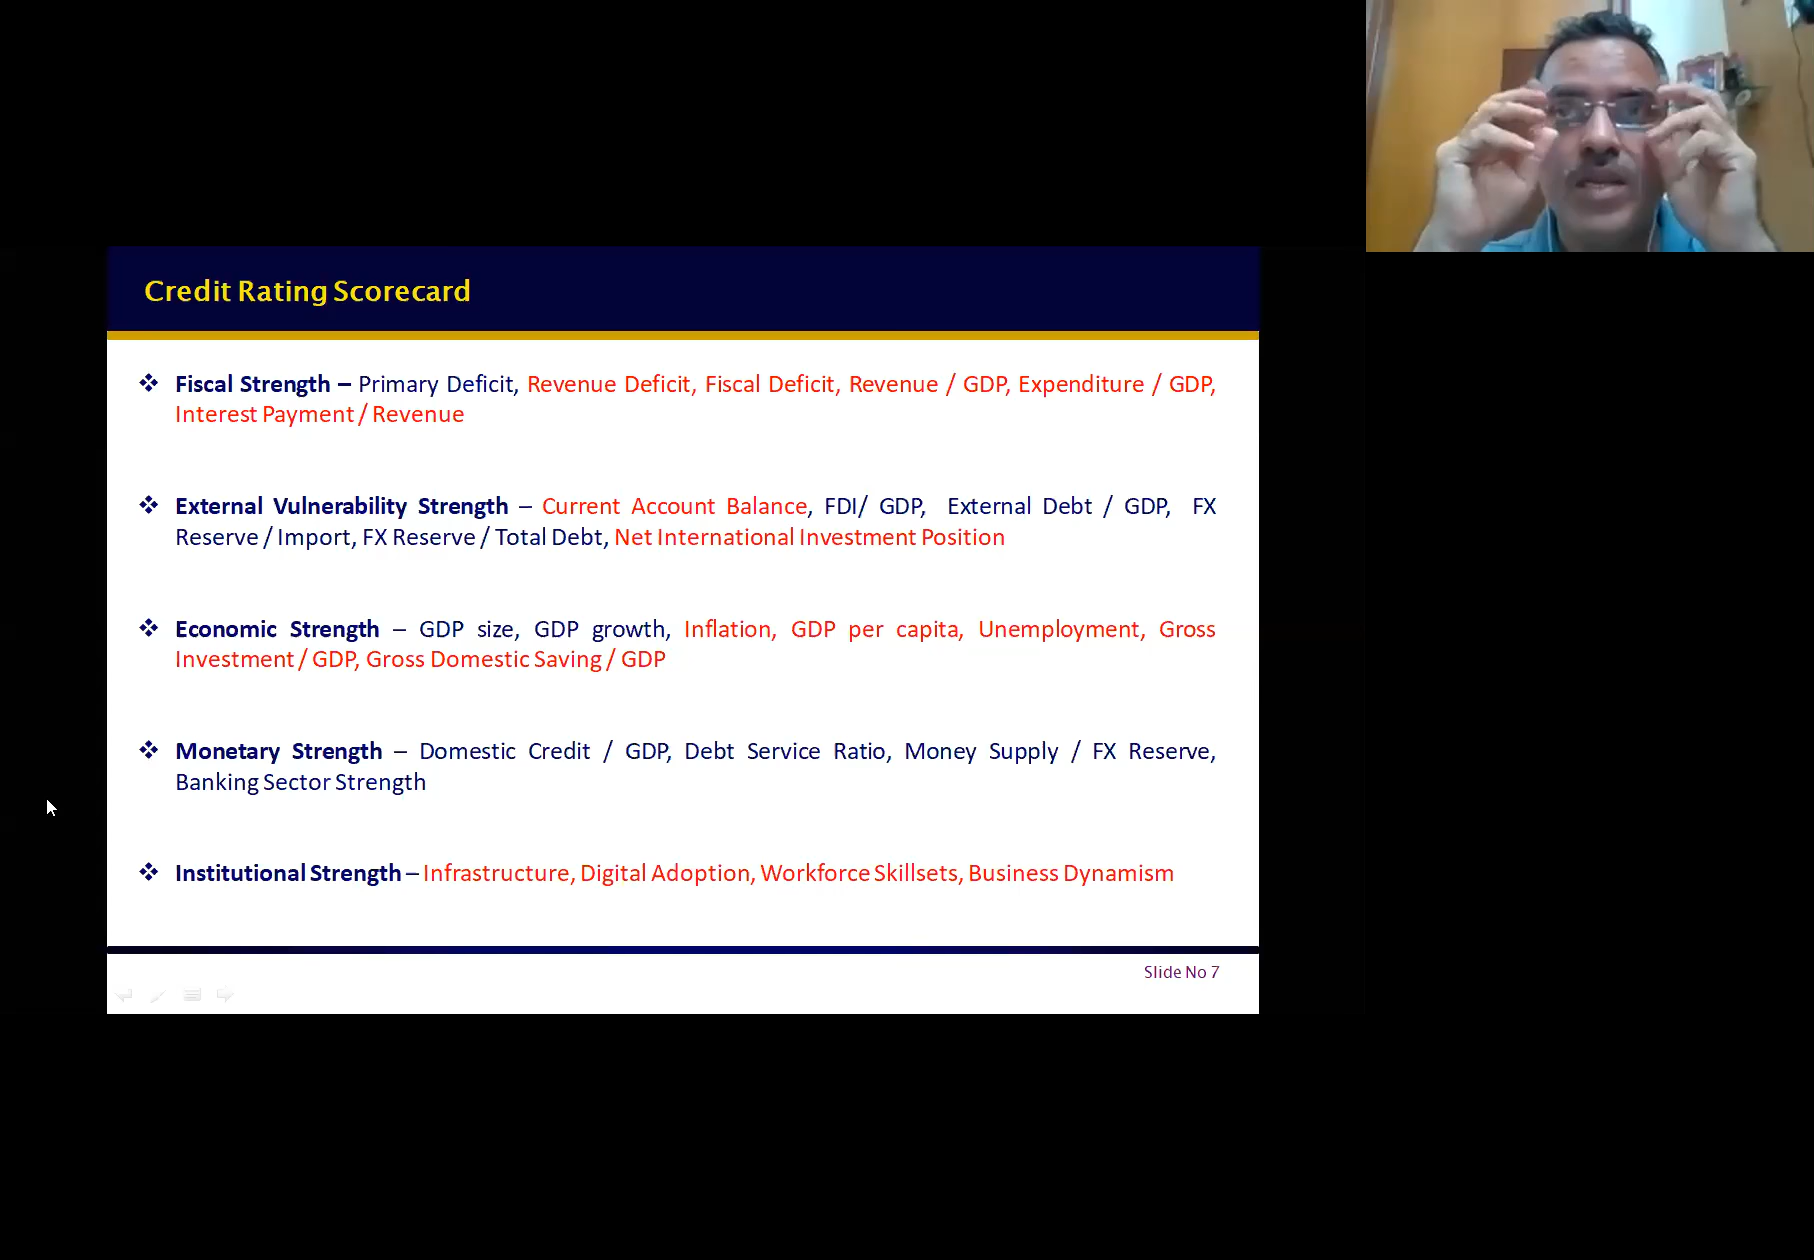 Credit Rating Scorecard
Fiscal Strength – Primary Deficit, Revenue Deficit, Fiscal Deficit, Revenue / GDP, Expenditure / GDP,
Interest Payment / Revenue
External Vulnerability Strength – Current Account Balance, FDI/ GDP, External Debt / GDP, FX
Reserve / Import, FX Reserve / Total Debt, Net International Investment Position
Economic Strength – GDP size, GDP growth, Inflation, GDP per capita, Unemployment, Gross
Investment / GDP, Gross Domestic Saving / GDP
Monetary Strength – Domestic Credit / GDP, Debt Service Ratio, Money Supply / FX Reserve,
Banking Sector Strength
Institutional Strength – Infrastructure, Digital Adoption, Workforce Skillsets, Business Dynamism
Slide No 7